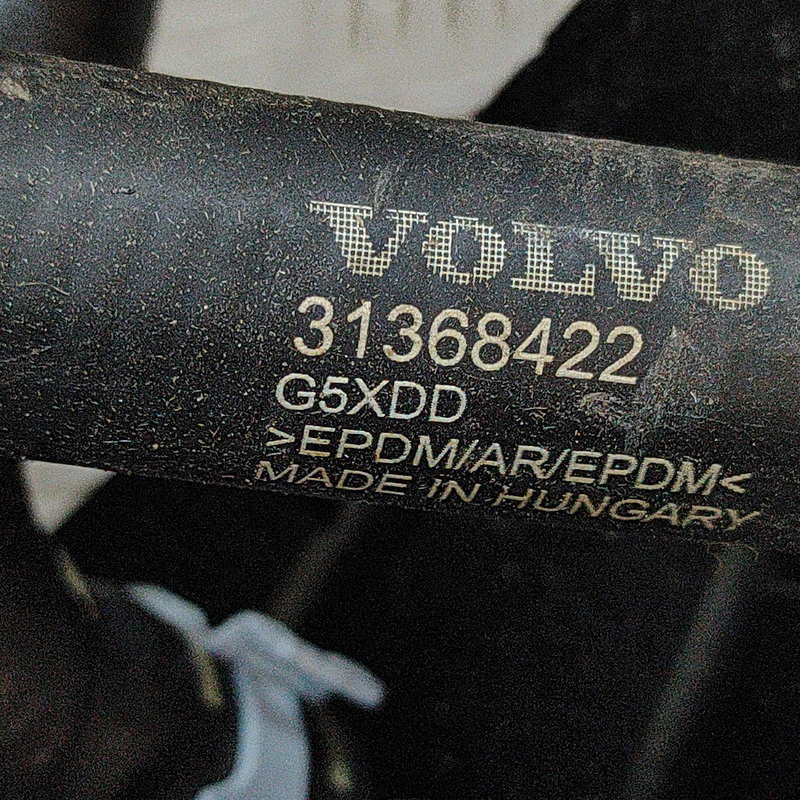 VOLVO
31368422
G5XDD
>EPDM/AR/EPDM<
MADE IN HUNGARY